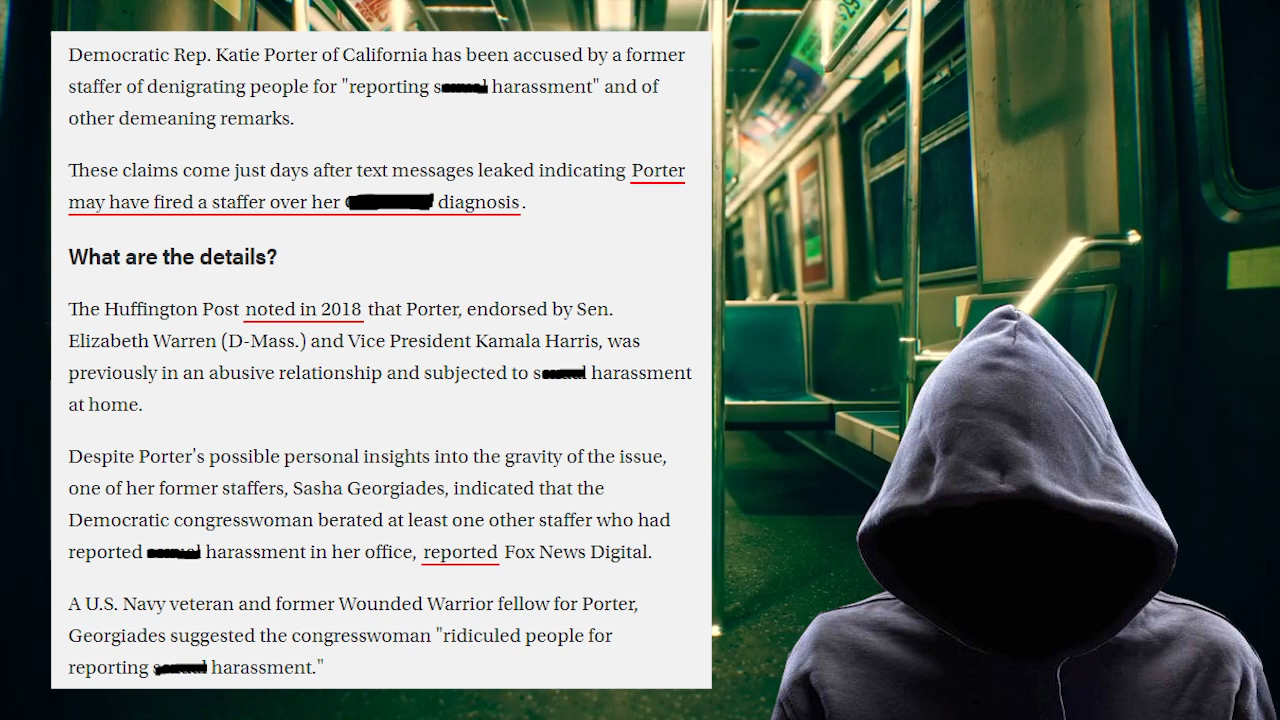 Democratic Rep. Katie Porter of California has been accused by a former
staffer of denigrating people for "reporting s harassment" and of
other demeaning remarks.
These claims come just days after text messages leaked indicating Porter
may have fired a staffer over her diagnosis.
What are the details?
The Huffington Post noted in 2018 that Porter, endorsed by Sen.
Elizabeth Warren (D-Mass.) and Vice President Kamala Harris, was
previously in an abusive relationship and subjected to s harassment
at home.
Despite Porter's possible personal insights into the gravity of the issue,
one of her former staffers, Sasha Georgiades, indicated that the
Democratic congresswoman berated at least one other staffer who had
reported harassment in her office, reported Fox News Digital.
A U.S. Navy veteran and former Wounded Warrior fellow for Porter,
Georgiades suggested the congresswoman "ridiculed people for
reporting harassment."